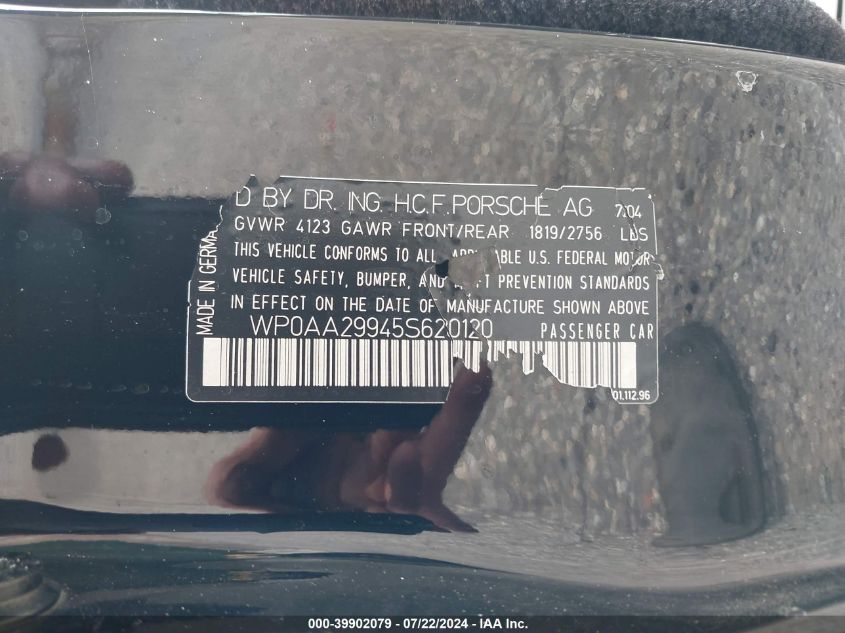 D BY DR. ING. H.C.F. PORSCHE AG 7.04
GVWR 4123 GAWR FRONT/REAR 1819/2756 LBS
THIS VEHICLE CONFORMS TO ALL U.S. FEDERAL MOTOR
VEHICLE SAFETY, BUMPER, AND PREVENTION STANDARDS
IN EFFECT ON THE DATE OF MANUFACTURE SHOWN ABOVE
WP0AA29945S620120 PASSENGER CAR
MADE IN GERMA
01.112.96
000-39902079 - 07/22/2024 - IAA Inc.